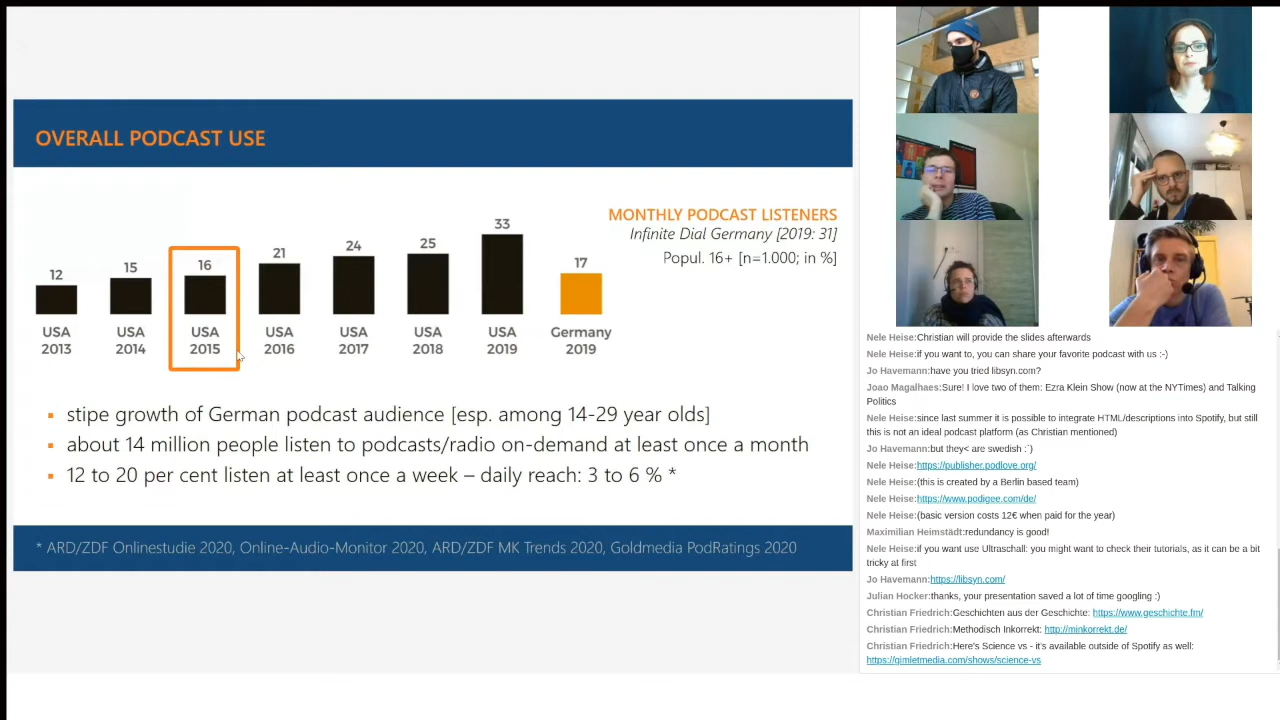 OVERALL PODCAST USE
MONTHLY PODCAST LISTENERS
Infinite Dial Germany [2019: 31]
Popul. 16+ [n=1.000; in %]
12 15 16 21 24 25 33 17
USA USA USA USA USA USA USA Germany
2013 2014 2015 2016 2017 2018 2019 2019
▪ stipe growth of German podcast audience [esp. among 14-29 year olds]
▪ about 14 million people listen to podcasts/radio on-demand at least once a month
▪ 12 to 20 per cent listen at least once a week – daily reach: 3 to 6 % *
* ARD/ZDF Onlinestudie 2020, Online-Audio-Monitor 2020, ARD/ZDF MK Trends 2020, Goldmedia PodRatings 2020
Nele Heise:Christian will provide the slides afterwards
Nele Heise:if you want to, you can share your favorite podcast with us :-)
Jo Havemann:have you tried libsyn.com?
Joao Magalhaes:Sure! I love two of them: Ezra Klein Show (now at the NYTimes) and Talking
Politics
Nele Heise:since last summer it is possible to integrate HTML/descriptions into Spotify, but still
this is not an ideal podcast platform (as Christian mentioned)
Jo Havemann:but they< are swedish :`)
Nele Heise:https://publisher.podlove.org/
Nele Heise:(this is created by a Berlin based team)
Nele Heise:https://www.podigee.com/de/
Nele Heise:(basic version costs 12€ when paid for the year)
Maximilian Heimstädt:redundancy is good!
Nele Heise:if you want use Ultraschall: you might want to check their tutorials, as it can be a bit
tricky at first
Jo Havemann:https://libsyn.com/
Julian Hocker:thanks, your presentation saved a lot of time googling :)
Christian Friedrich:Geschichten aus der Geschichte: https://www.geschichte.fm/
Christian Friedrich:Methodisch Inkorrekt: http://minkorrekt.de/
Christian Friedrich:Here's Science vs - it's available outside of Spotify as well:
https://gimletmedia.com/shows/science-vs